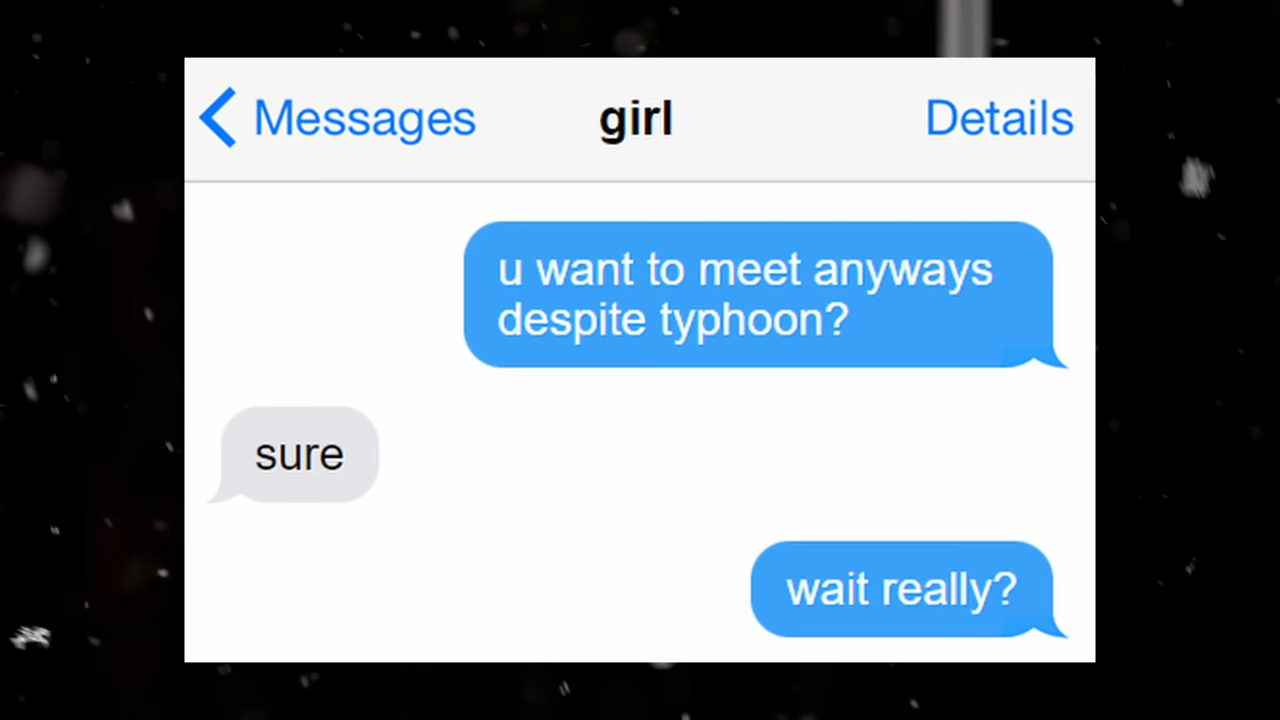 Messages girl Details
u want to meet anyways
despite typhoon?
sure
wait really?